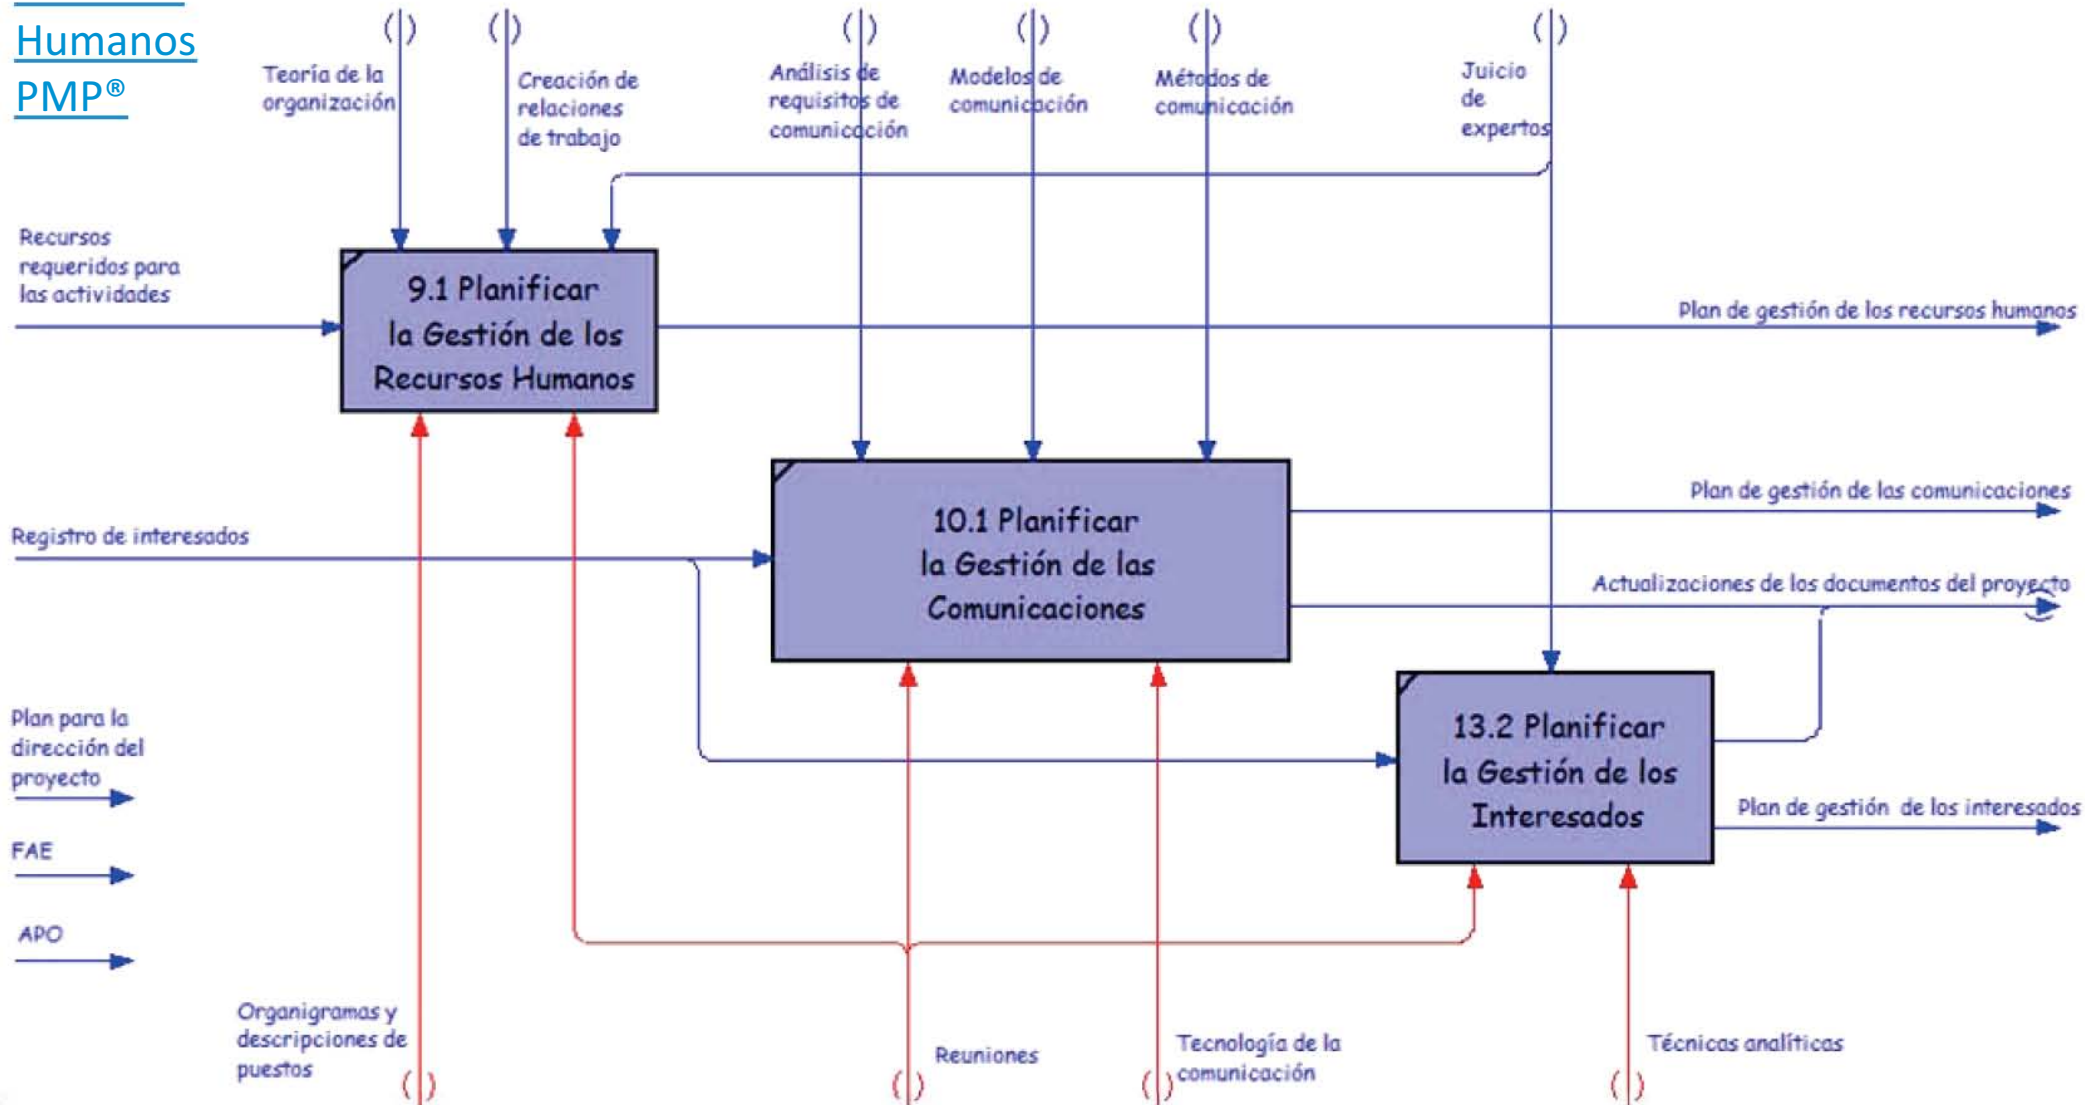 Humanos
PMP®
Teoría de la
organización
Creación de
relaciones
de trabajo
Análisis de
requisitos de
comunicación
Modelos de
comunicación
Métodos de
comunicación
Juicio
de
expertos
Recursos
requeridos para
las actividades
9.1 Planificar
la Gestión de los
Recursos Humanos
Plan de gestión de los recursos humanos
Registro de interesados
10.1 Planificar
la Gestión de las
Comunicaciones
Plan de gestión de las comunicaciones
Actualizaciones de los documentos del proyecto
Plan para la
dirección del
proyecto
13.2 Planificar
la Gestión de los
Interesados
Plan de gestión de los interesados
FAE
APO
Organigramas y
descripciones de
puestos
Reuniones
Tecnología de la
comunicación
Técnicas analíticas